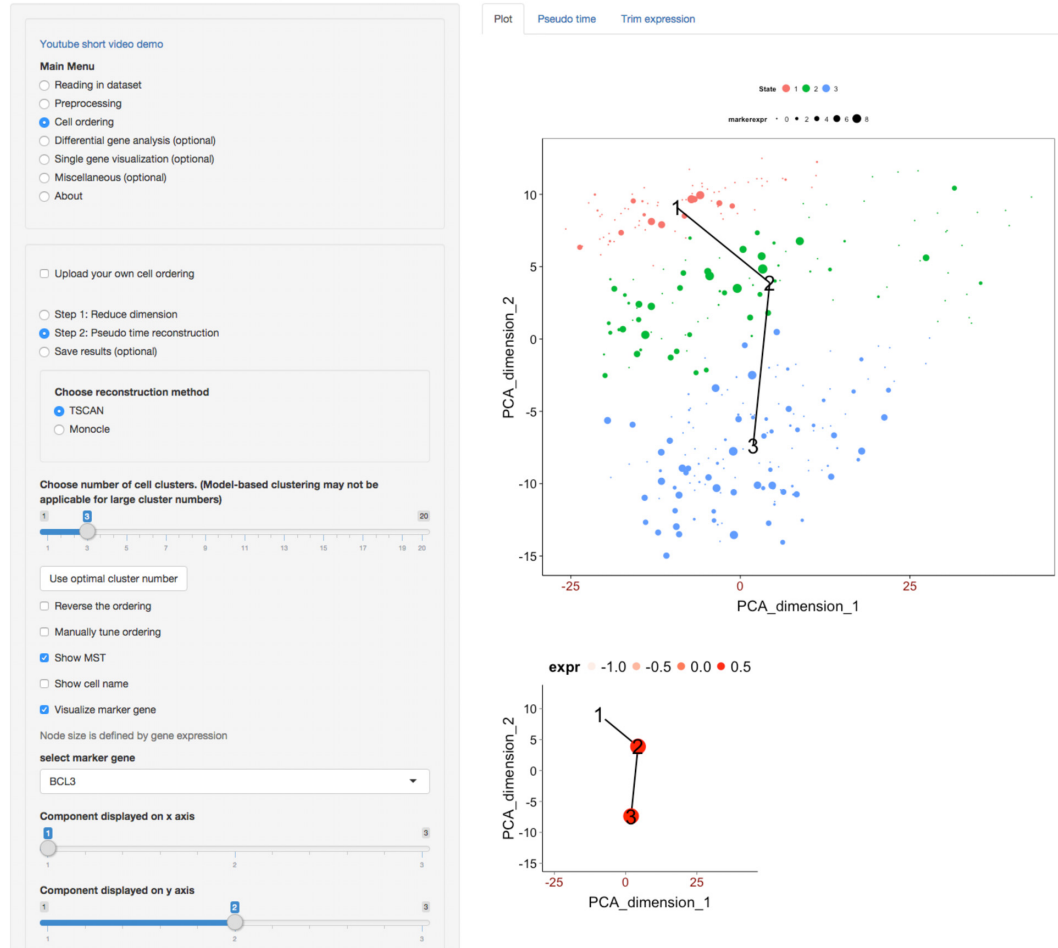 Youtube short video demo
Main Menu
Reading in dataset
Preprocessing
Cell ordering
Differential gene analysis (optional)
Single gene visualization (optional)
Miscellaneous (optional)
About
Upload your own cell ordering
Step 1: Reduce dimension
Step 2: Pseudo time reconstruction
Save results (optional)
Choose reconstruction method
TSCAN
Monocle
Choose number of cell clusters. (Model-based clustering may not be
applicable for large cluster numbers)
1 3 20
1 3 5 7 9 11 13 15 17 19 20
Use optimal cluster number
Reverse the ordering
Manually tune ordering
Show MST
Show cell name
Visualize marker gene
Node size is defined by gene expression
select marker gene
BCL3
Component displayed on x axis
1 3
1 2 3
Component displayed on y axis
1 2 3
1 2 3
Plot Pseudo time Trim expression
State 1 2 3
markerexpr 0 2 4 6 8
PCA_dimension_2
10
5
0
-5
-10
-15
1
2
3
-25 0 25
PCA_dimension_1
expr -1.0 -0.5 0.0 0.5
PCA_dimension_2
10
5
0
-5
-10
-15
1
2
3
-25 0 25
PCA_dimension_1